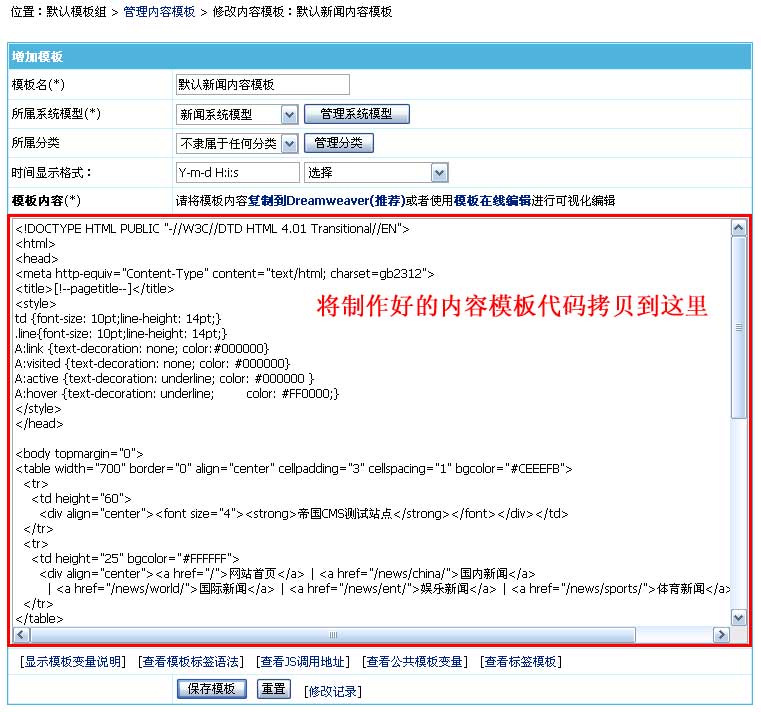 位置：默认模板组 > 管理内容模板 > 修改内容模板：默认新闻内容模板
增加模板
模板名(*) 默认新闻内容模板
所属系统模型(*) 新闻系统模型 管理系统模型
所属分类 不隶属于任何分类 管理分类
时间显示格式： Y-m-d H:i:s 选择
模板内容(*) 请将模板内容复制到Dreamweaver(推荐)或者使用模板在线编辑进行可视化编辑
<!DOCTYPE HTML PUBLIC "-//W3C//DTD HTML 4.01 Transitional//EN">
<html>
<head>
<meta http-equiv="Content-Type" content="text/html; charset=gb2312">
<title>[!--pagetitle--]</title>
<style>
将制作好的内容模板代码拷贝到这里
td {font-size: 10pt;line-height: 14pt;}
.line{font-size: 10pt;line-height: 14pt;}
A:link {text-decoration: none; color:#000000}
A:visited {text-decoration: none; color: #000000}
A:active {text-decoration: underline; color: #000000 }
A:hover {text-decoration: underline; color: #FF0000;}
</style>
</head>
<body topmargin="0">
<table width="700" border="0" align="center" cellpadding="3" cellspacing="1" bgcolor="#CEEEFB">
<tr>
<td height="60">
<div align="center"><font size="4"><strong>帝国CMS测试站点</strong></font></div></td>
</tr>
<tr>
<td height="25" bgcolor="#FFFFFF">
<div align="center"><a href="/">网站首页</a> | <a href="/news/china/">国内新闻</a>
| <a href="/news/world/">国际新闻</a> | <a href="/news/ent/">娱乐新闻</a> | <a href="/news/sports/">体育新闻</a>
</tr>
</table>
[显示模板变量说明] [查看模板标签语法] [查看JS调用地址] [查看公共模板变量] [查看标签模板]
保存模板 重置 [修改记录]